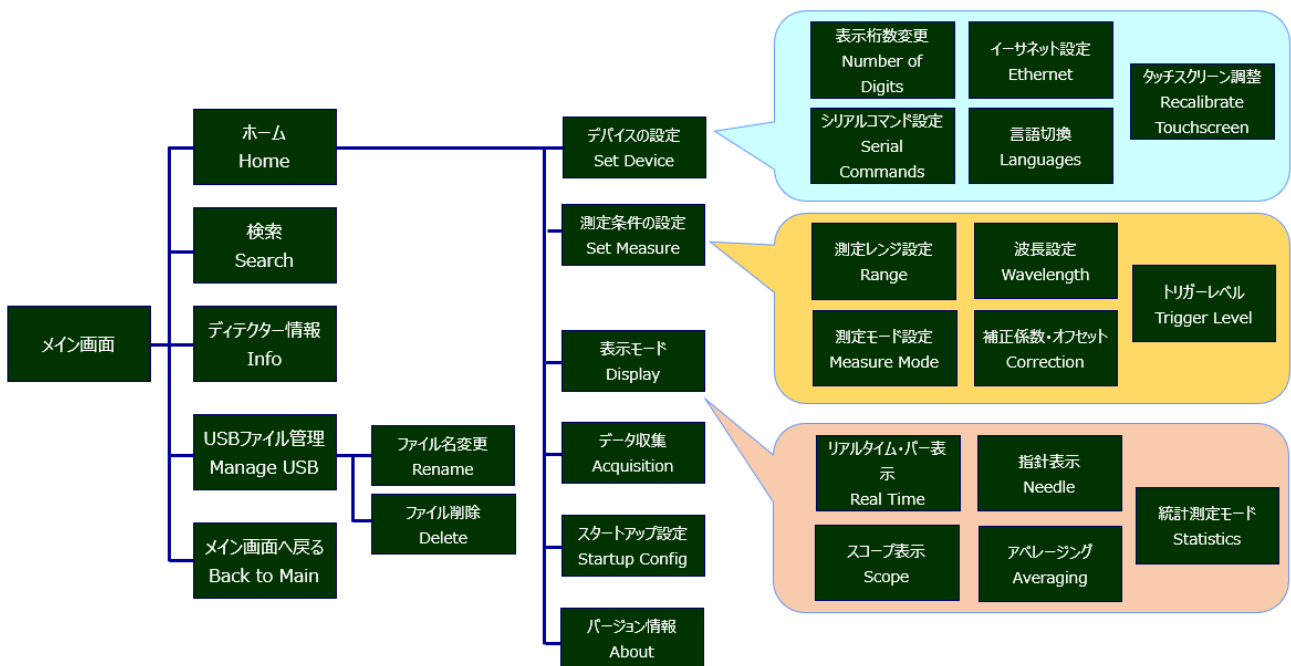 メイン画面
ホーム
Home
検索
Search
ディテクター情報
Info
USBファイル管理
Manage USB
メイン画面へ戻る
Back to Main
ファイル名変更
Rename
ファイル削除
Delete
デバイスの設定
Set Device
測定条件の設定
Set Measure
表示モード
Display
データ収集
Acquisition
スタートアップ設定
Startup Config
バージョン情報
About
表示桁数変更
Number of
Digits
イーサネット設定
Ethernet
シリアルコマンド設定
Serial
Commands
言語切換
Languages
タッチスクリーン調整
Recalibrate
Touchscreen
測定レンジ設定
Range
波長設定
Wavelength
測定モード設定
Measure Mode
補正係数・オフセット
Correction
トリガーレベル
Trigger Level
リアルタイム・バー表
示
Real Time
指針表示
Needle
スコープ表示
Scope
アベレージング
Averaging
統計測定モード
Statistics